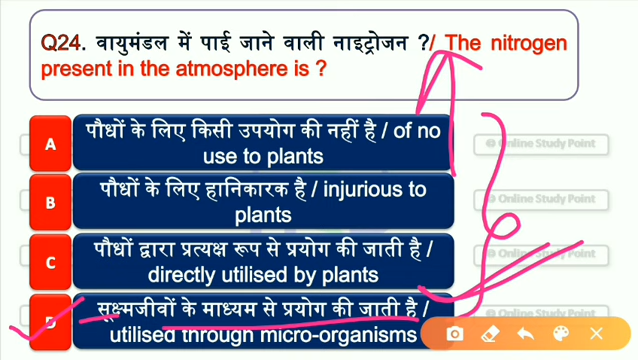 Q24. वायुमंडल में पाई जाने वाली नाइट्रोजन ?/ The nitrogen
present in the atmosphere is ?
A
पौधों के लिए किसी उपयोग की नहीं है / of no
use to plants
Online Study Point
B
पौधों के लिए हानिकारक है / injurious to
plants
Online Study Point
C
पौधों द्वारा प्रत्यक्ष रूप से प्रयोग की जाती है /
directly utilised by plants
Online Study Point
D
सूक्ष्मजीवों के माध्यम से प्रयोग की जाती है /
utilised through micro-organisms